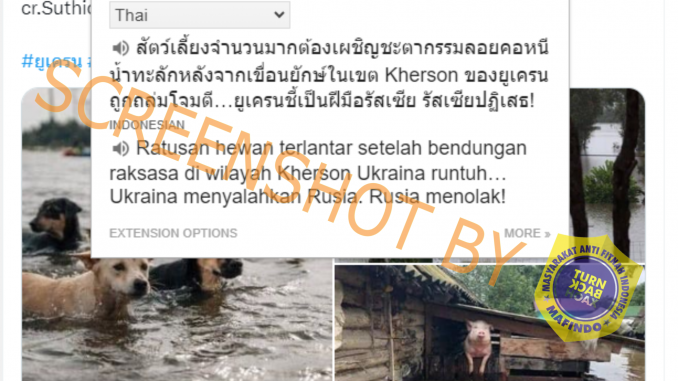 cr.Suthic
Thai
สัตว์เลี้ยงจำนวนมากต้องเผชิญชะตากรรมลอยคอหนี
น้ำทะลักหลังจากเขื่อนยักษ์ในเขต Kherson ของยูเครน
ถูกถล่มโจมตี...ยูเครนชี้เป็นฝีมือรัสเซีย รัสเซียปฏิเสธ!
#ยูเครน
INDONESIAN
Ratusan hewan terlantar setelah bendungan
raksasa di wilayah Kherson Ukraina runtuh...
Ukraina menyalahkan Rusia. Rusia menolak!
EXTENSION OPTIONS
MORE »
SCREENSHOT BY
MASYARAKAT ANTI FITNAH INDONESIA
TURN
BACK
MAFINDO